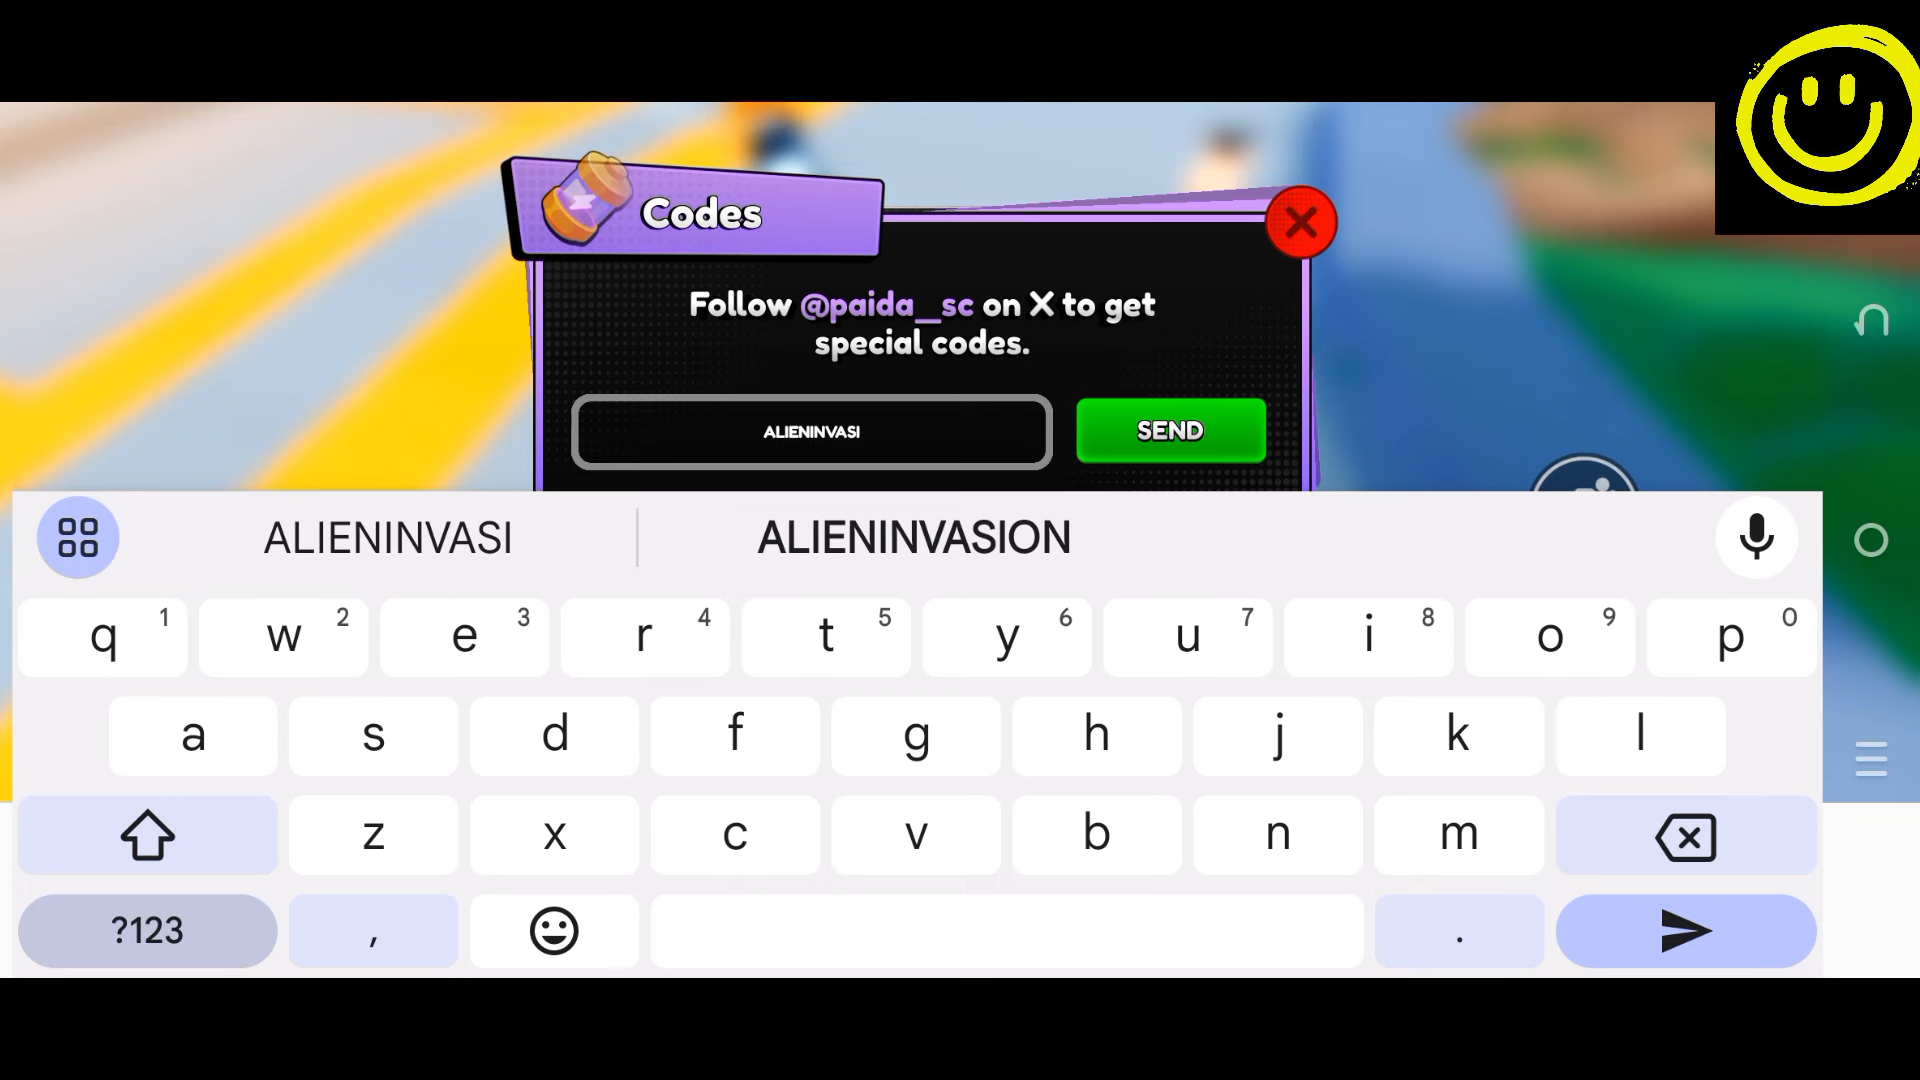 Codes
Follow @paida_sc on X to get
special codes.
ALIENINVASI
SEND
ALIENINVASI
ALIENINVASION
q 1 w 2 e 3 r 4 t 5 y 6 u 7 i 8 o 9 p 0
a s d f g h j k l
z x c v b n m
?123 , .